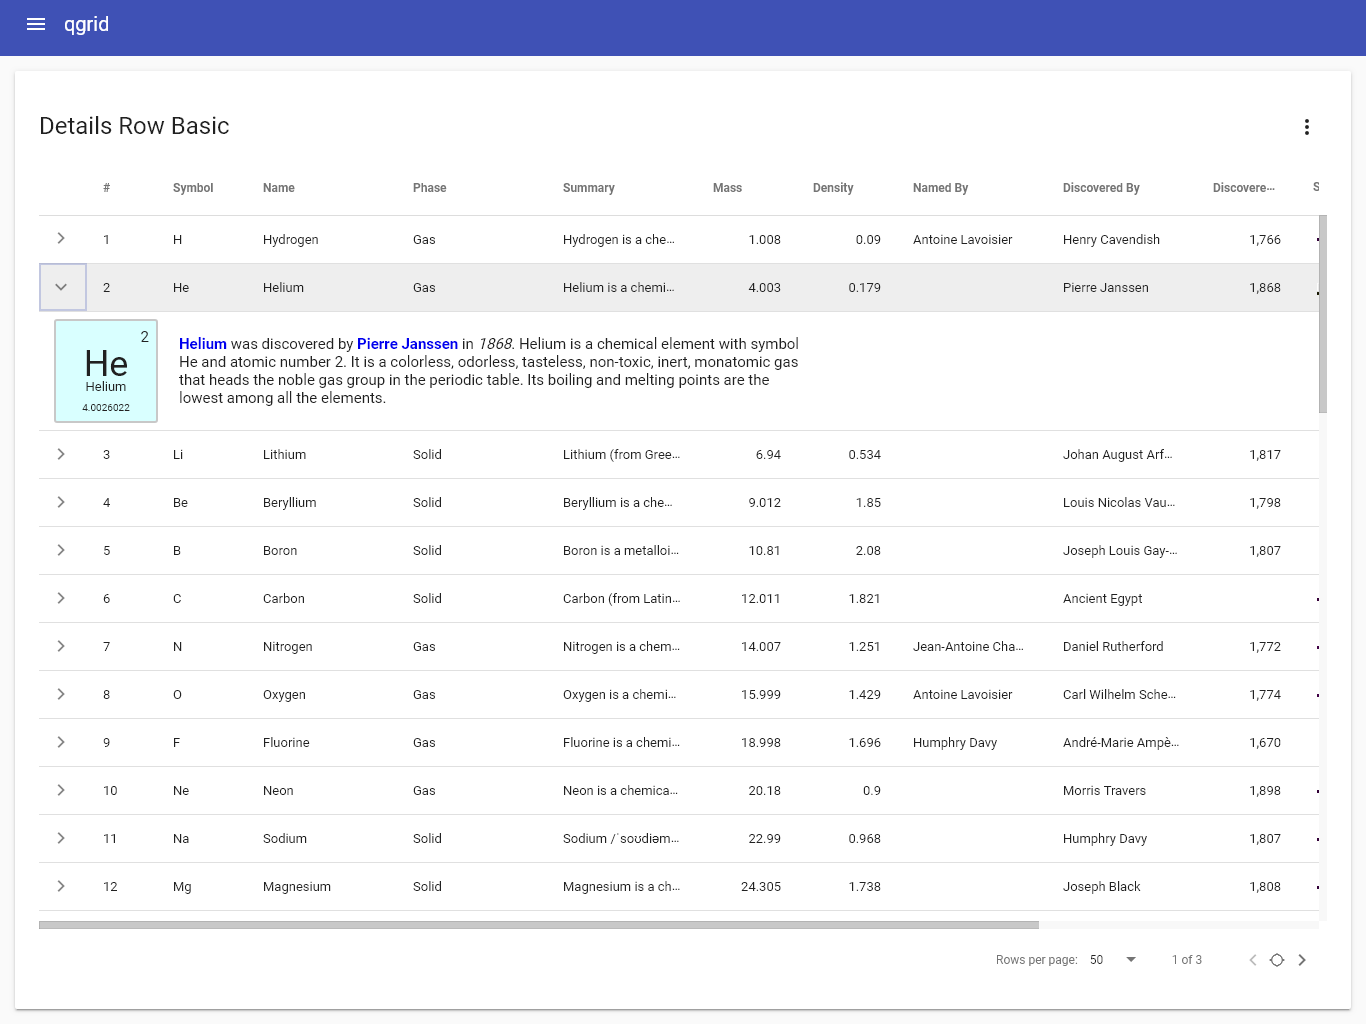 qgrid
Details Row Basic
# Symbol Name Phase Summary Mass Density Named By Discovered By Discovere… S
1 H Hydrogen Gas Hydrogen is a che… 1.008 0.09 Antoine Lavoisier Henry Cavendish 1,766
2 He Helium Gas Helium is a chemi… 4.003 0.179 Pierre Janssen 1,868
2
He
Helium
4.0026022
Helium was discovered by Pierre Janssen in 1868. Helium is a chemical element with symbol
He and atomic number 2. It is a colorless, odorless, tasteless, non-toxic, inert, monatomic gas
that heads the noble gas group in the periodic table. Its boiling and melting points are the
lowest among all the elements.
3 Li Lithium Solid Lithium (from Gree… 6.94 0.534 Johan August Arf… 1,817
4 Be Beryllium Solid Beryllium is a che… 9.012 1.85 Louis Nicolas Vau… 1,798
5 B Boron Solid Boron is a metalloi… 10.81 2.08 Joseph Louis Gay-… 1,807
6 C Carbon Solid Carbon (from Latin… 12.011 1.821 Ancient Egypt
7 N Nitrogen Gas Nitrogen is a chem… 14.007 1.251 Jean-Antoine Cha… Daniel Rutherford 1,772
8 O Oxygen Gas Oxygen is a chemi… 15.999 1.429 Antoine Lavoisier Carl Wilhelm Sche… 1,774
9 F Fluorine Gas Fluorine is a chemi… 18.998 1.696 Humphry Davy André-Marie Ampè… 1,670
10 Ne Neon Gas Neon is a chemica… 20.18 0.9 Morris Travers 1,898
11 Na Sodium Solid Sodium /ˈsoʊdiəm… 22.99 0.968 Humphry Davy 1,807
12 Mg Magnesium Solid Magnesium is a ch… 24.305 1.738 Joseph Black 1,808
Rows per page: 50 1 of 3